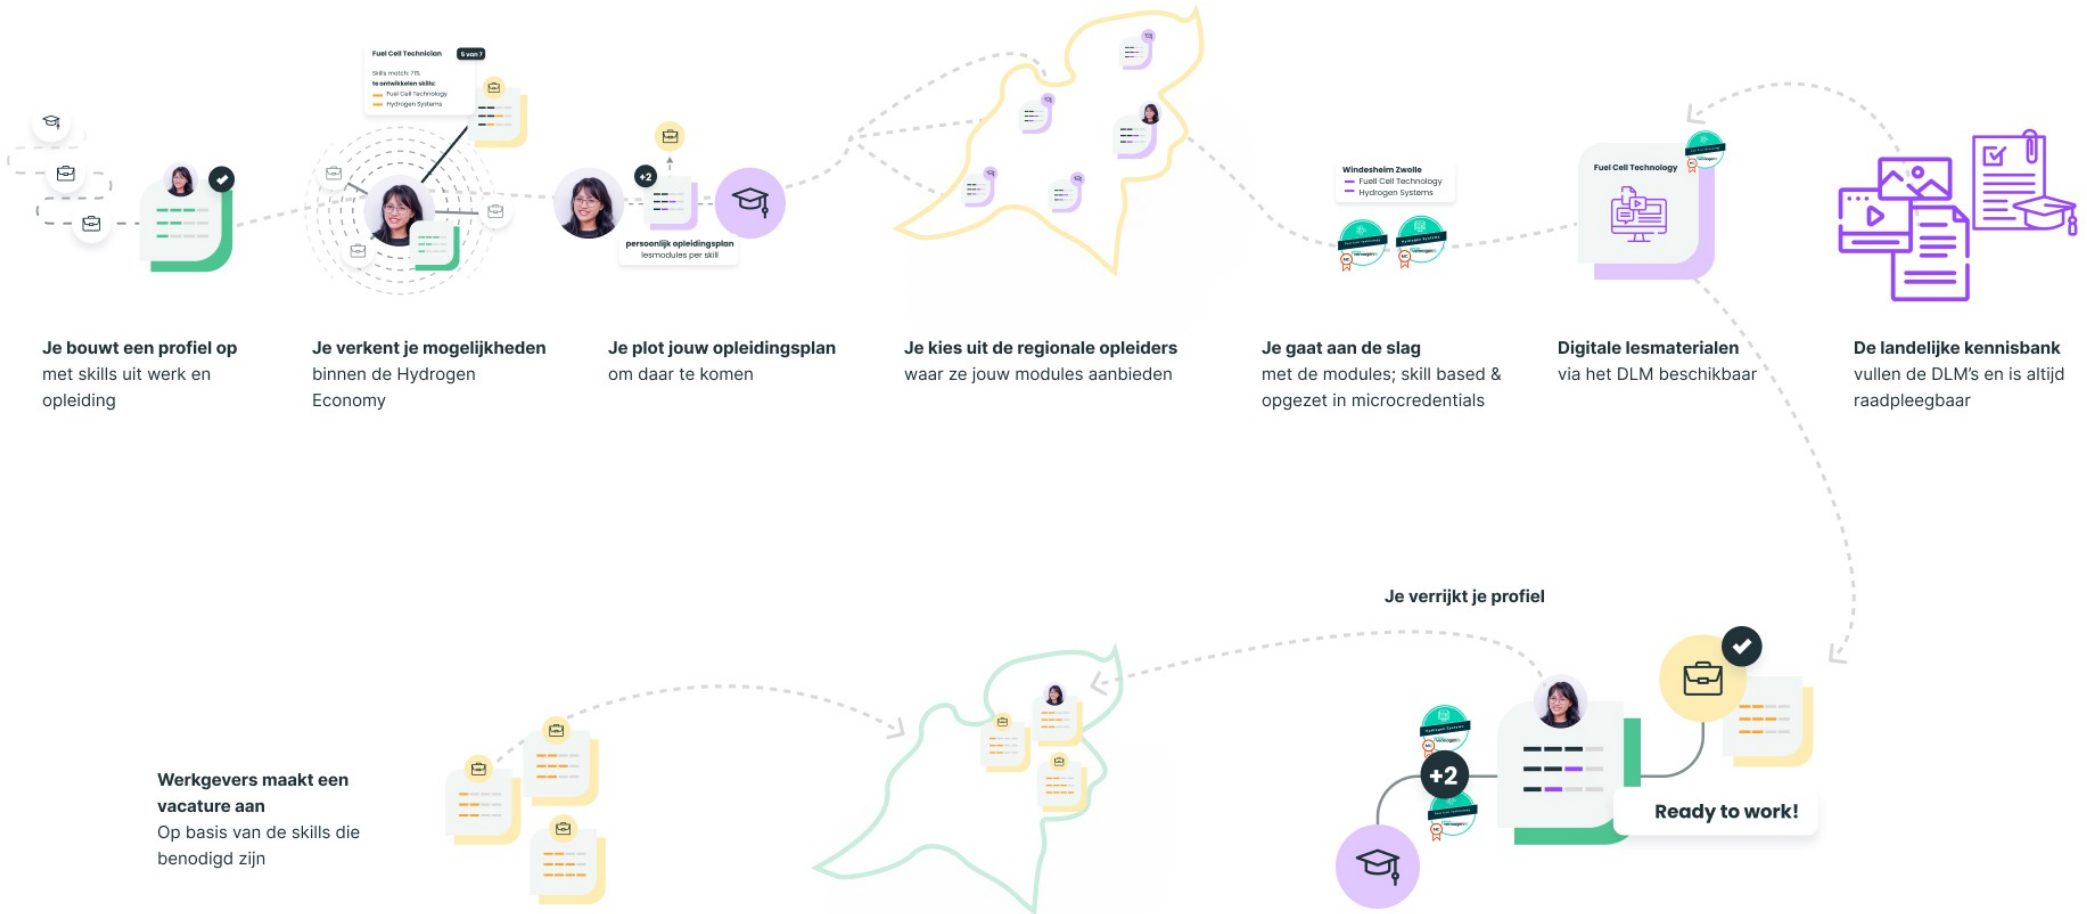 Fuel Cell Technician
5 van 7
Skills match: 71%
te ontwikkelen skills:
Fuel Cell Technology
Hydrogen Systems
+2
persoonlijk opleidingsplan
lesmodules per skill
Windesheim Zwolle
Fuell Cell Technology
Hydrogen Systems
Fuel Cell Technology
Je bouwt een profiel op
met skills uit werk en
opleiding
Je verkent je mogelijkheden
binnen de Hydrogen
Economy
Je plot jouw opleidingsplan
om daar te komen
Je kies uit de regionale opleiders
waar ze jouw modules aanbieden
Je gaat aan de slag
met de modules; skill based &
opgezet in microcredentials
Digitale lesmaterialen
via het DLM beschikbaar
De landelijke kennisbank
vullen de DLM's en is altijd
raadpleegbaar
Je verrijkt je profiel
Werkgevers maakt een
vacature aan
Op basis van de skills die
benodigd zijn
Hydrogen Systems
+2
Ready to work!